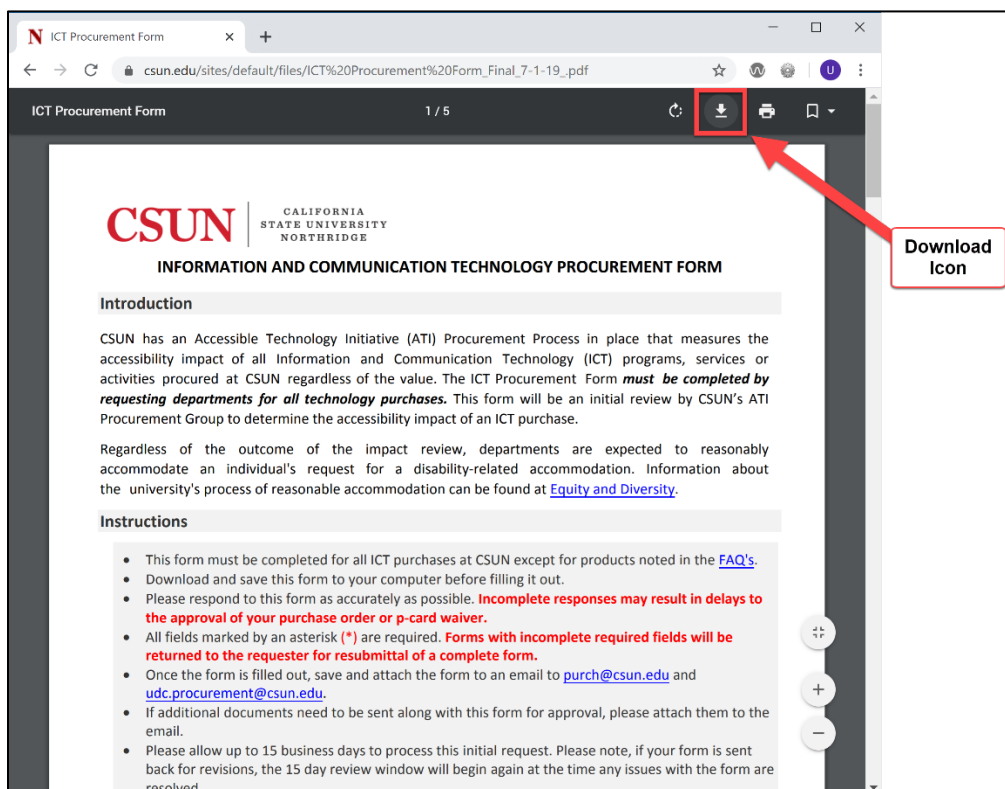 ICT Procurement Form
csun.edu/sites/default/files/ICT%20Procurement%20Form_Final_7-1-19_.pdf
U
ICT Procurement Form
1 / 5
CSUN
CALIFORNIA
STATE UNIVERSITY
NORTHRIDGE
Download
Icon
INFORMATION AND COMMUNICATION TECHNOLOGY PROCUREMENT FORM
Introduction
CSUN has an Accessible Technology Initiative (ATI) Procurement Process in place that measures the
accessibility impact of all Information and Communication Technology (ICT) programs, services or
activities procured at CSUN regardless of the value. The ICT Procurement Form must be completed by
requesting departments for all technology purchases. This form will be an initial review by CSUN's ATI
Procurement Group to determine the accessibility impact of an ICT purchase.
Regardless of the outcome of the impact review, departments are expected to reasonably
accommodate an individual's request for a disability-related accommodation. Information about
the university's process of reasonable accommodation can be found at Equity and Diversity.
Instructions
• This form must be completed for all ICT purchases at CSUN except for products noted in the FAQ's.
• Download and save this form to your computer before filling it out.
• Please respond to this form as accurately as possible. Incomplete responses may result in delays to
the approval of your purchase order or p-card waiver.
• All fields marked by an asterisk (*) are required. Forms with incomplete required fields will be
returned to the requester for resubmittal of a complete form.
• Once the form is filled out, save and attach the form to an email to purch@csun.edu and
udc.procurement@csun.edu.
• If additional documents need to be sent along with this form for approval, please attach them to the
email.
• Please allow up to 15 business days to process this initial request. Please note, if your form is sent
back for revisions, the 15 day review window will begin again at the time any issues with the form are
resolved